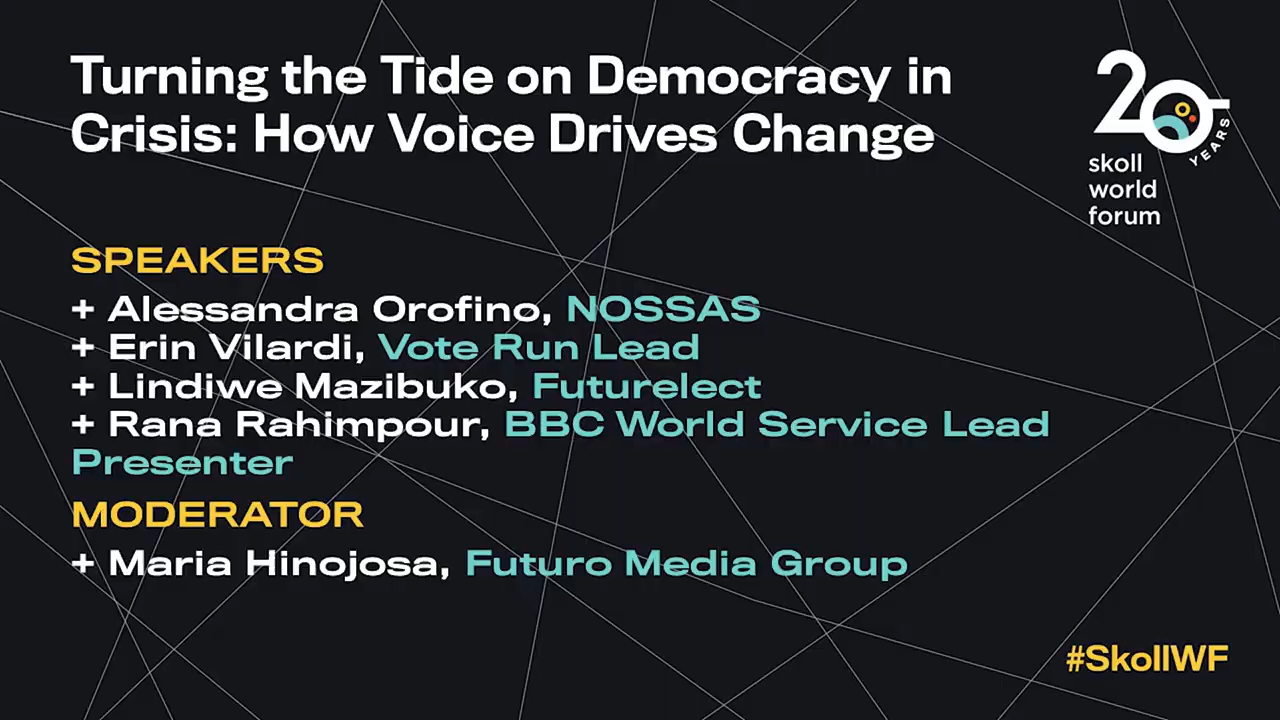 Turning the Tide on Democracy in
Crisis: How Voice Drives Change
20
YEARS
skoll
world
forum
SPEAKERS
+ Alessandra Orofino, NOSSAS
+ Erin Vilardi, Vote Run Lead
+ Lindiwe Mazibuko, Futurelect
+ Rana Rahimpour, BBC World Service Lead
Presenter
MODERATOR
+ Maria Hinojosa, Futuro Media Group
#SkollWF